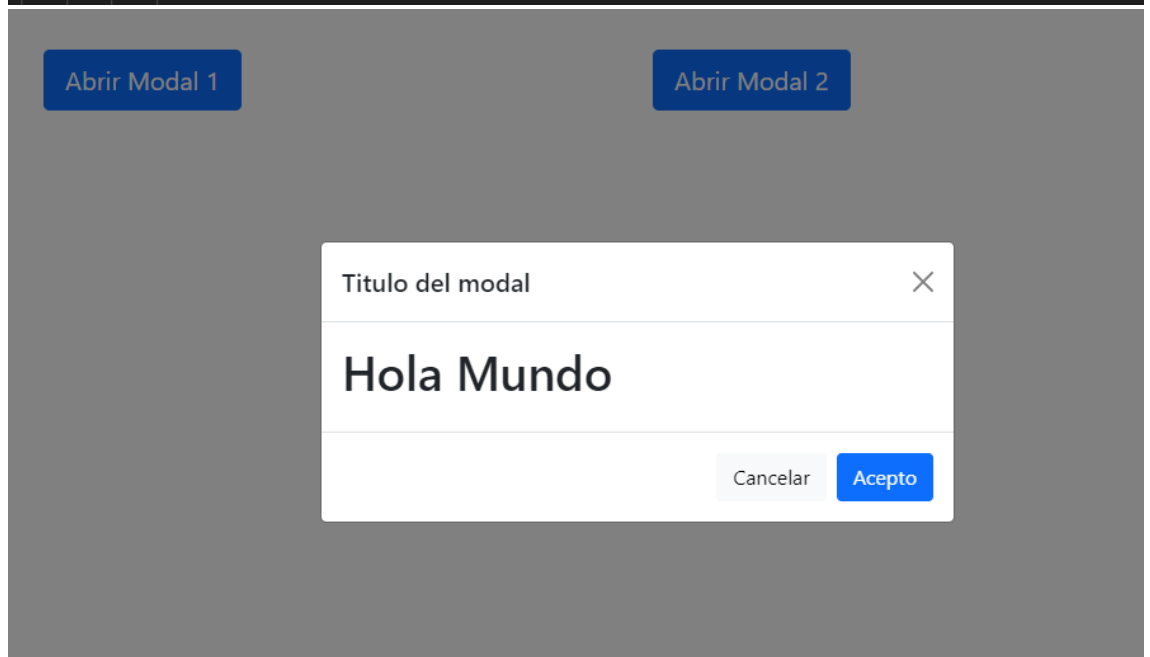 Abrir Modal 1
Abrir Modal 2
Titulo del modal
Hola Mundo
Cancelar
Acepto